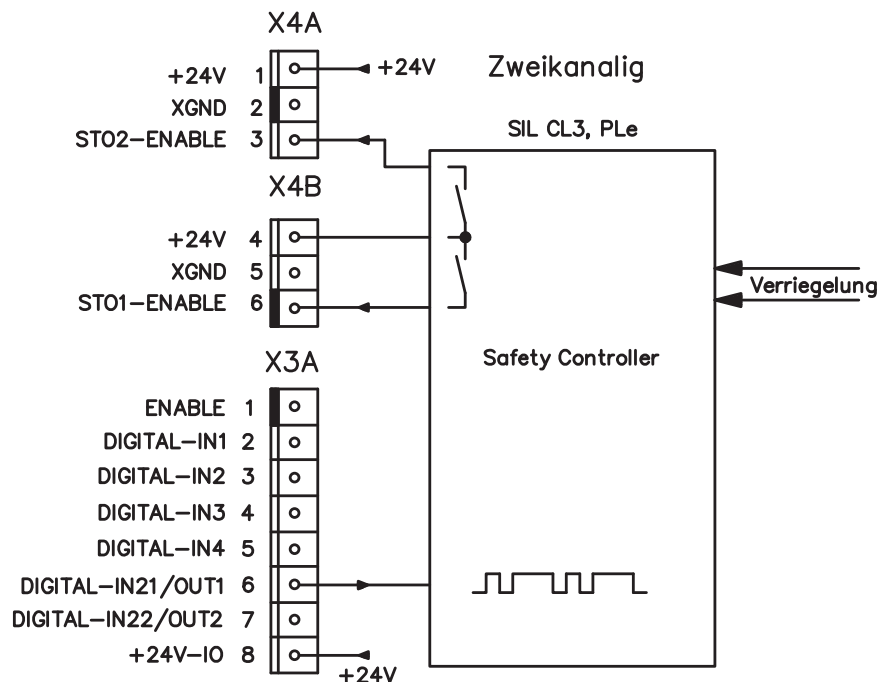 X4A
+24V 1 +24V
XGND 2
STO2-ENABLE 3
Zweikanalig
SIL CL3, PLe
X4B
+24V 4
XGND 5
STO1-ENABLE 6
Verriegelung
Safety Controller
X3A
ENABLE 1
DIGITAL-IN1 2
DIGITAL-IN2 3
DIGITAL-IN3 4
DIGITAL-IN4 5
DIGITAL-IN21/OUT1 6
DIGITAL-IN22/OUT2 7
+24V-IO 8
+24V